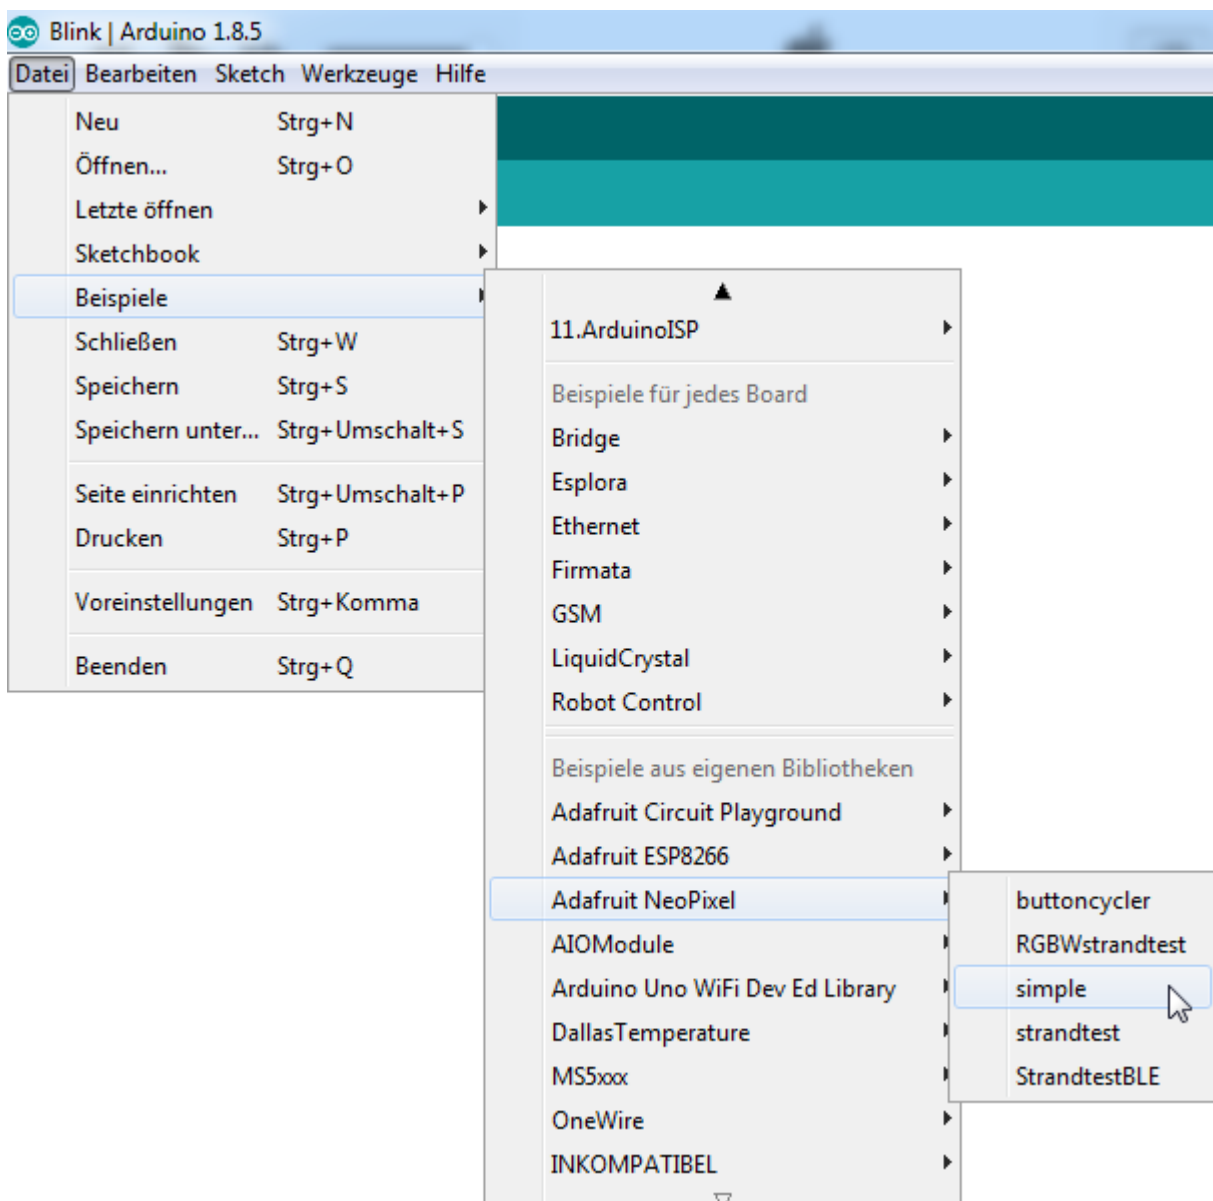 Blink | Arduino 1.8.5
Datei Bearbeiten Sketch Werkzeuge Hilfe
Neu Strg+N
Öffnen... Strg+O
Letzte öffnen
Sketchbook
Beispiele
Schließen Strg+W
Speichern Strg+S
Speichern unter... Strg+Umschalt+S
Seite einrichten Strg+Umschalt+P
Drucken Strg+P
Voreinstellungen Strg+Komma
Beenden Strg+Q
11.ArduinoISP
Beispiele für jedes Board
Bridge
Esplora
Ethernet
Firmata
GSM
LiquidCrystal
Robot Control
Beispiele aus eigenen Bibliotheken
Adafruit Circuit Playground
Adafruit ESP8266
Adafruit NeoPixel
AIOModule
Arduino Uno WiFi Dev Ed Library
DallasTemperature
MS5xxx
OneWire
INKOMPATIBEL
buttoncycler
RGBWstrandtest
simple
strandtest
StrandtestBLE